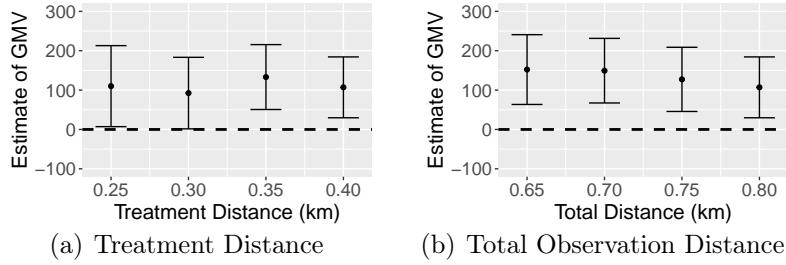 Estimate of GMV
300
200
100
0
−100
0.25 0.30 0.35 0.40
Treatment Distance (km)
(a) Treatment Distance
Estimate of GMV
300
200
100
0
−100
0.65 0.70 0.75 0.80
Total Distance (km)
(b) Total Observation Distance